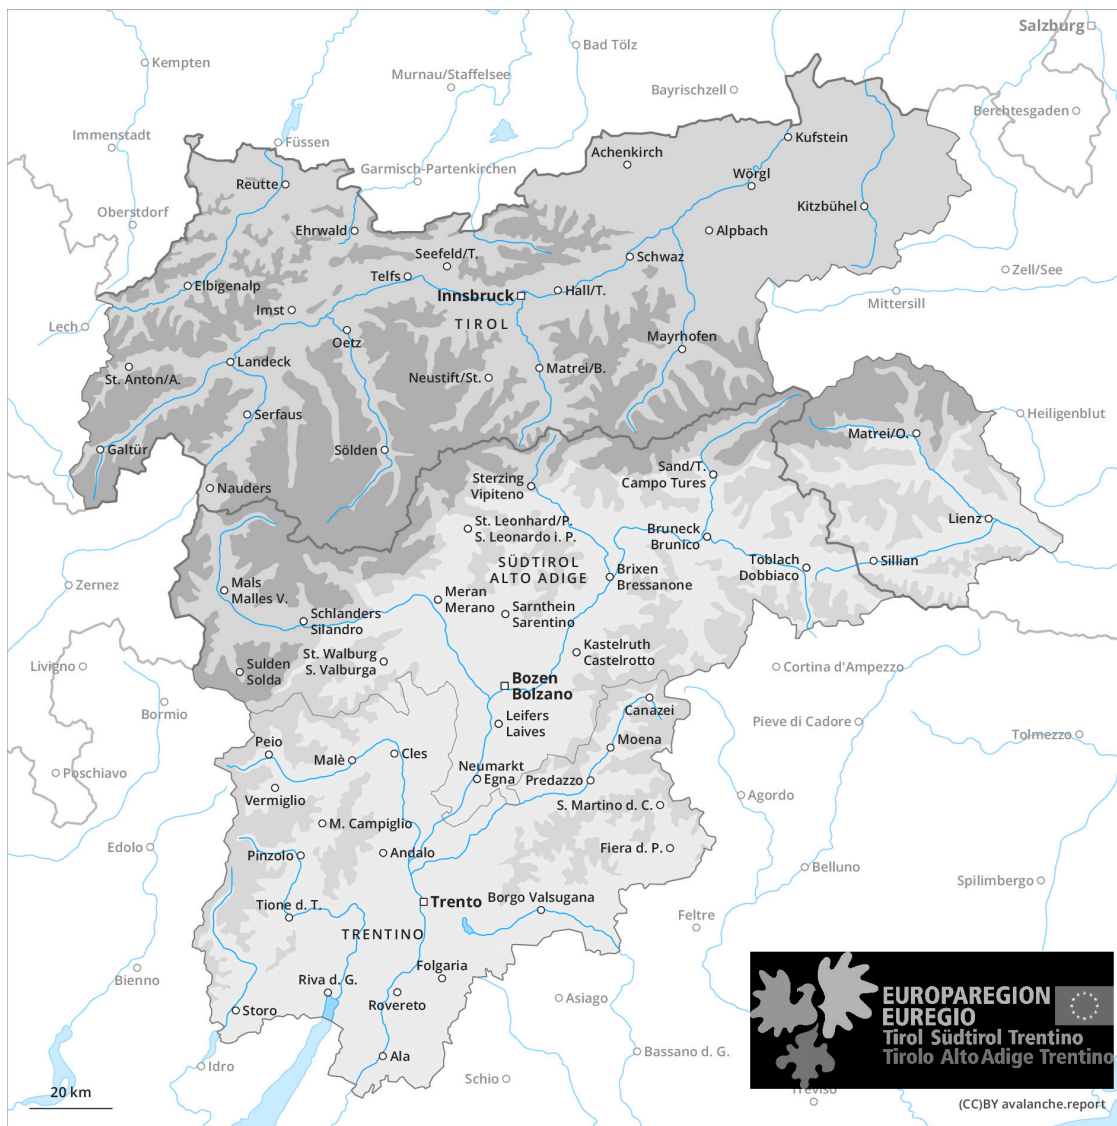 Salzburg
Bad Tölz
Kempten
Murnau/Staffelsee
Bayrischzell
Berchtesgaden
Immenstadt
Füssen
Kufstein
Achenkirch
Garmisch-Partenkirchen
Wörgl
Reutte
Kitzbühel
Oberstdorf
Ehrwald
Alpbach
Seefeld/T.
Schwaz
Telfs
Zell/See
Elbigenalp
Innsbruck
Hall/T.
Mittersill
Imst
TIROL
Lech
Oetz
Mayrhofen
Landeck
Matrei/B.
St. Anton/A.
Neustift/St.
Serfaus
Heiligenblut
Matrei/O.
Galtür
Sölden
Sterzing
Vipiteno
Sand/T.
Campo Tures
Nauders
Lienz
St. Leonhard/P.
S. Leonardo i. P.
Bruneck
Brunico
SÜDTIROL
ALTO ADIGE
Toblach
Dobbiaco
Sillian
Brixen
Bressanone
Zernez
Mals
Malles V.
Meran
Merano
Schlanders
Silandro
Sarnthein
Sarentino
Kastelruth
Castelrotto
St. Walburg
S. Valburga
Livigno
Sulden
Solda
Cortina d'Ampezzo
Bozen
Bolzano
Bormio
Canazei
Leifers
Laives
Pieve di Cadore
Tolmezzo
Peio
Cles
Moena
Malè
Poschiavo
Neumarkt
Egna
Predazzo
Vermiglio
Agordo
S. Martino d. C.
M. Campiglio
Edolo
Pinzolo
Andalo
Fiera d. P.
Belluno
Spilimbergo
Trento
Borgo Valsugana
Tione d. T.
Feltre
TRENTINO
Folgaria
Bienno
Riva d. G.
Rovereto
Asiago
Storo
EUROPAREGION
EUREGIO
Tirol Südtirol Trentino
Tirolo Alto Adige Trentino
Ala
Bassano d. G.
Idro
Schio
Treviso
20 km
(CC)BY avalanche.report